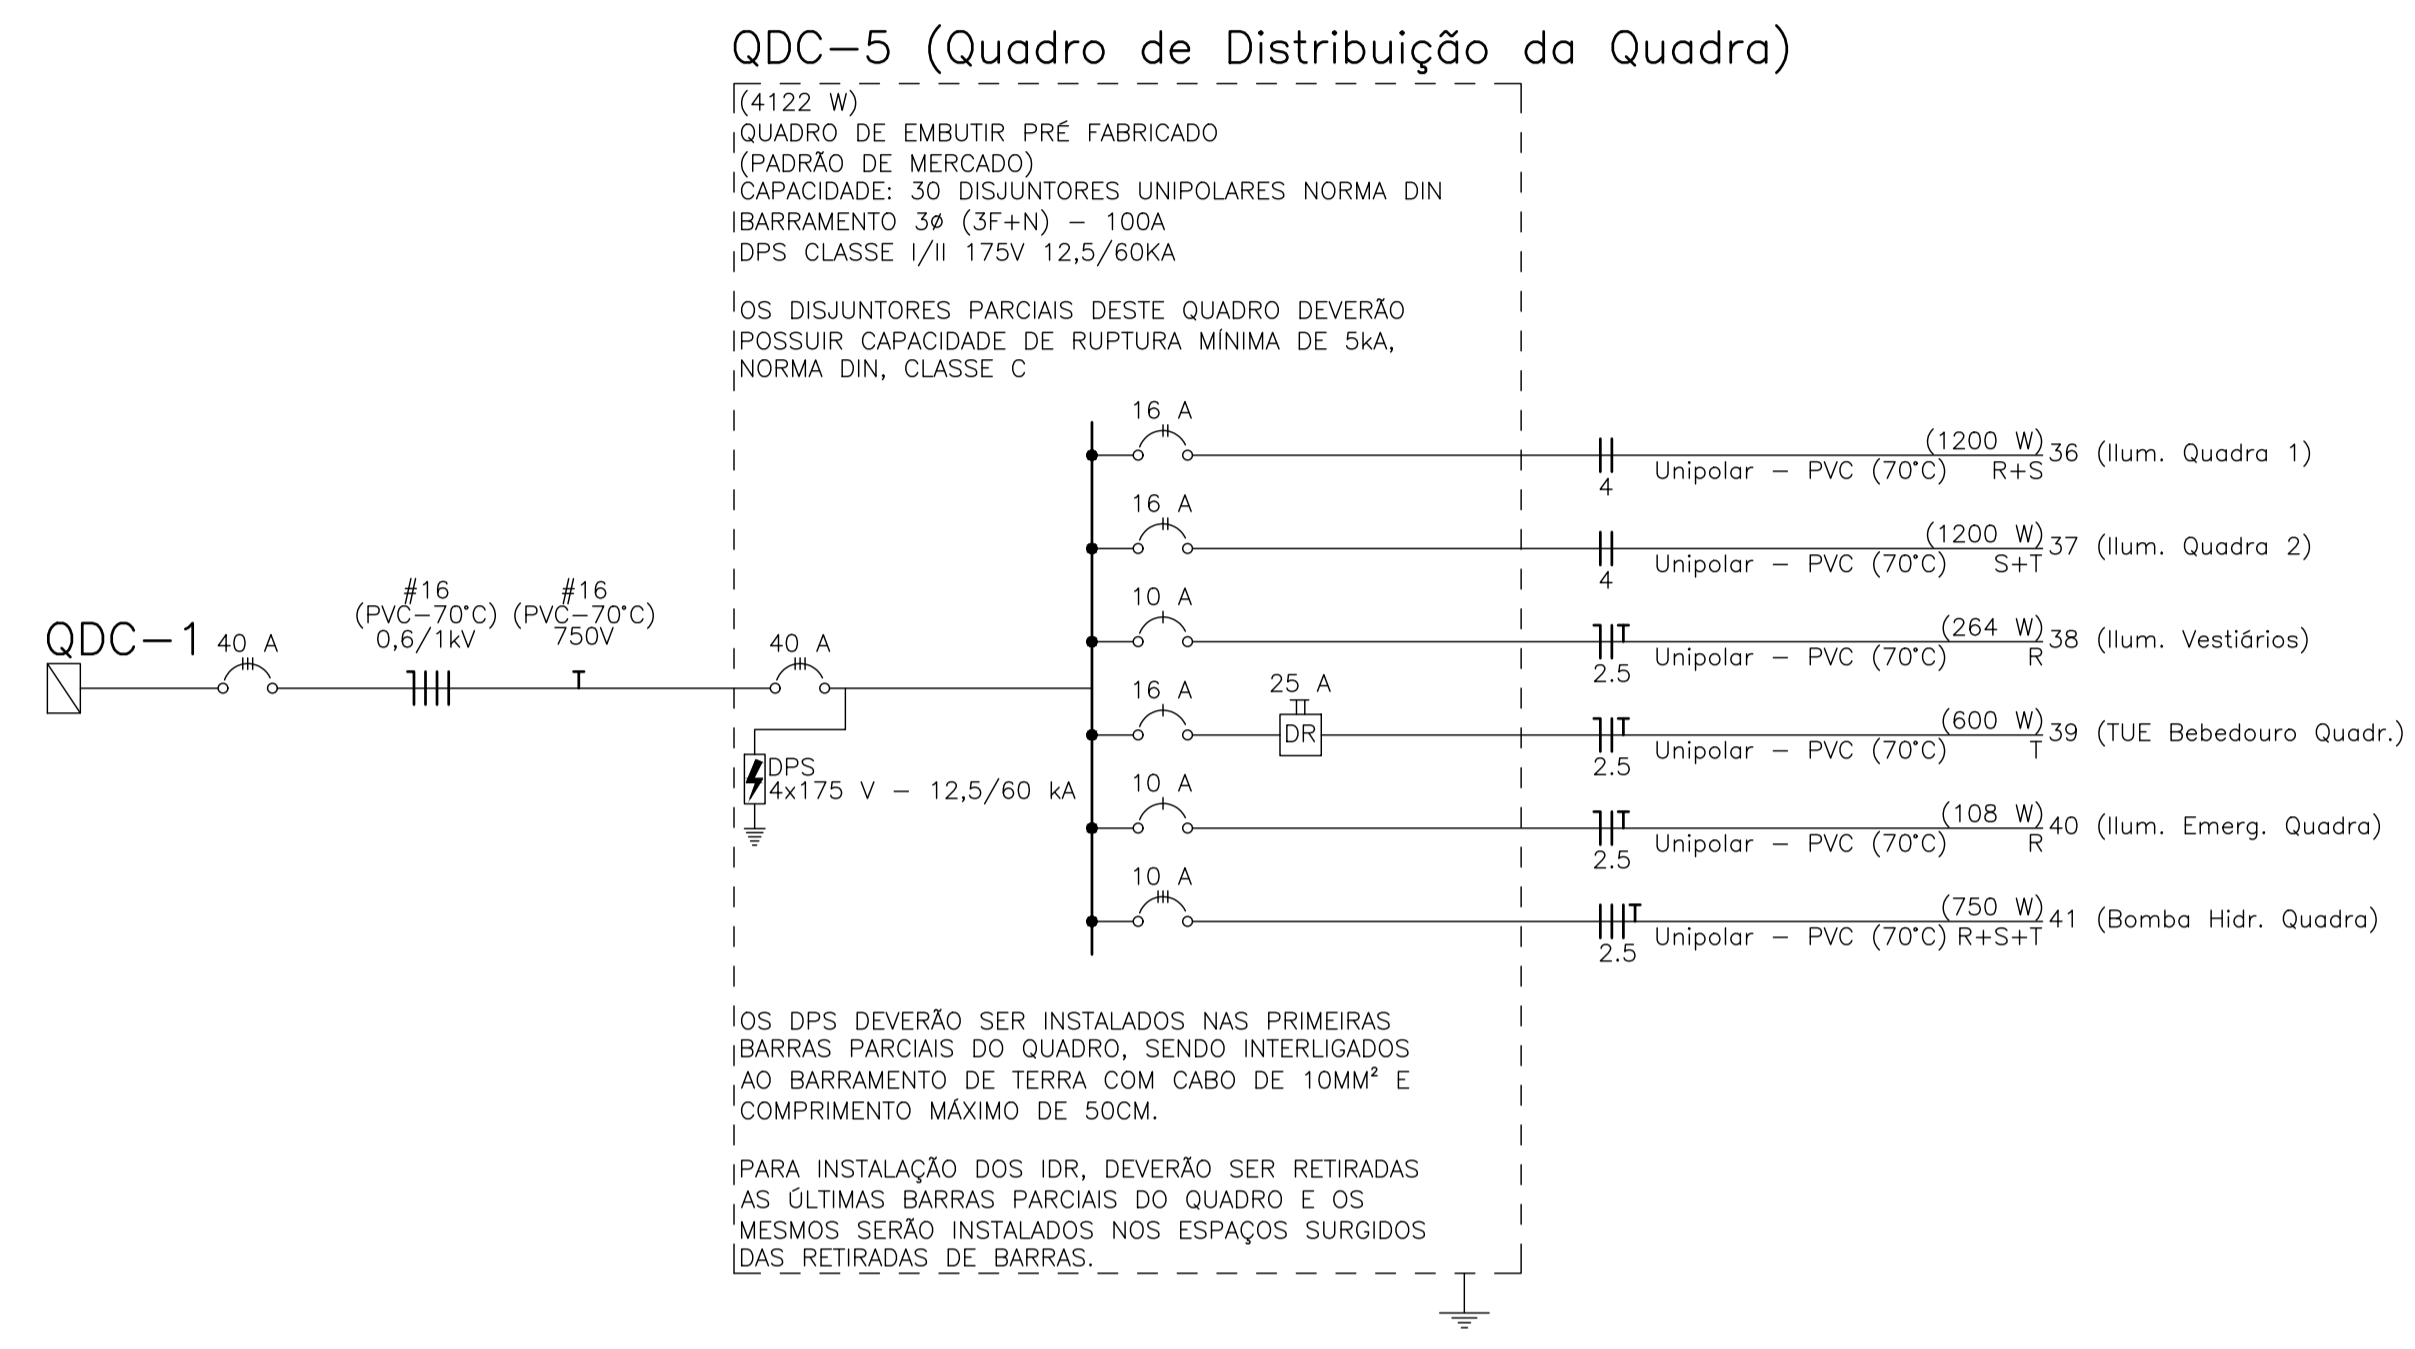 QDC-5 (Quadro de Distribuição da Quadra)
(4122 W)
QUADRO DE EMBUTIR PRÉ FABRICADO
(PADRÃO DE MERCADO)
CAPACIDADE: 30 DISJUNTORES UNIPOLARES NORMA DIN
BARRAMENTO 3ø (3F+N) - 100A
DPS CLASSE I/II 175V 12,5/60KA
OS DISJUNTORES PARCIAIS DESTE QUADRO DEVERÃO
POSSUIR CAPACIDADE DE RUPTURA MÍNIMA DE 5kA,
NORMA DIN, CLASSE C
QDC-1
40 A
#16
(PVC-70°C)
0,6/1kV
#16
(PVC-70°C)
750V
40 A
DPS
4x175 V - 12,5/60 kA
16 A
4
Unipolar - PVC (70°C)
(1200 W)
R+S
36 (Ilum. Quadra 1)
16 A
4
Unipolar - PVC (70°C)
(1200 W)
S+T
37 (Ilum. Quadra 2)
10 A
2.5
Unipolar - PVC (70°C)
(264 W)
R
38 (Ilum. Vestiários)
16 A
25 A
DR
2.5
Unipolar - PVC (70°C)
(600 W)
T
39 (TUE Bebedouro Quadr.)
10 A
2.5
Unipolar - PVC (70°C)
(108 W)
R
40 (Ilum. Emerg. Quadra)
10 A
2.5
Unipolar - PVC (70°C)
(750 W)
R+S+T
41 (Bomba Hidr. Quadra)
OS DPS DEVERÃO SER INSTALADOS NAS PRIMEIRAS
BARRAS PARCIAIS DO QUADRO, SENDO INTERLIGADOS
AO BARRAMENTO DE TERRA COM CABO DE 10MM² E
COMPRIMENTO MÁXIMO DE 50CM.
PARA INSTALAÇÃO DOS IDR, DEVERÃO SER RETIRADAS
AS ÚLTIMAS BARRAS PARCIAIS DO QUADRO E OS
MESMOS SERÃO INSTALADOS NOS ESPAÇOS SURGIDOS
DAS RETIRADAS DE BARRAS.